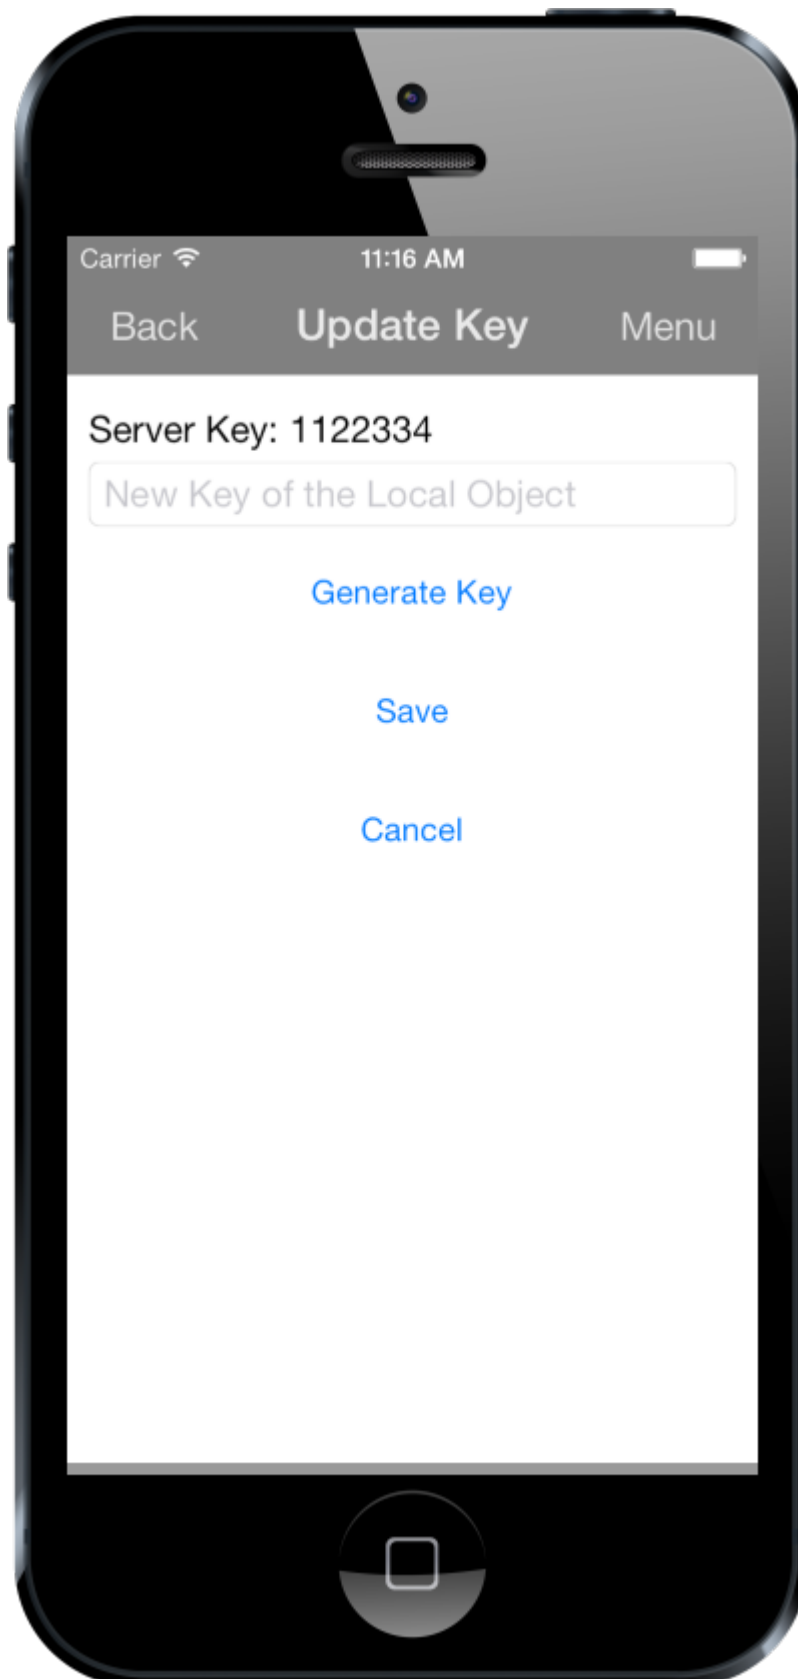 Carrier 11:16 AM
Back Update Key Menu
Server Key: 1122334
New Key of the Local Object
Generate Key
Save
Cancel